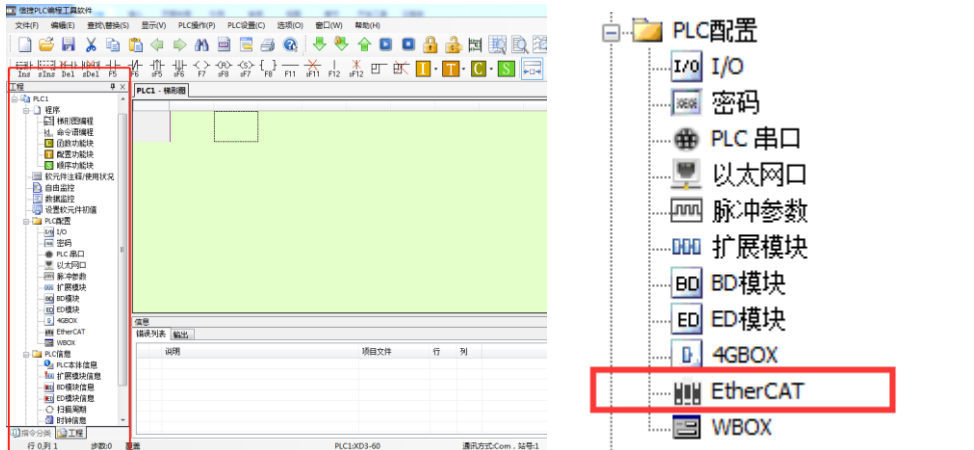 信捷PLC编程工具软件
文件(F) 编辑(E) 查找\替换(S) 显示(V) PLC操作(P) PLC设置(C) 选项(O) 窗口(W) 帮助(H)
Ins sIns Del sDel F5 F6 sF5 sF6 F7 sF8 sF7 F8 F11 sF11 F12 sF12 I T C S
工程
PLC1 - 梯形图
PLC1
程序
梯形图编程
命令语编程
函数功能块
配置功能块
顺序功能块
软元件注释/使用状况
自由监控
数据监控
设置软元件初值
PLC配置
I/O
密码
PLC 串口
以太网口
脉冲参数
扩展模块
BD模块
ED模块
4GBOX
EtherCAT
WBOX
PLC信息
PLC本体信息
扩展模块信息
BD模块信息
ED模块信息
扫描周期
时钟信息
指令分类 工程
信息
错误列表 输出
说明 项目文件 行 列
行 0,列 1 步数:0 覆盖 PLC1:XD3-60 通讯方式:Com，站号:1
PLC配置
I/O I/O
密码
PLC 串口
以太网口
脉冲参数
扩展模块
BD BD模块
ED ED模块
4GBOX
EtherCAT
WBOX